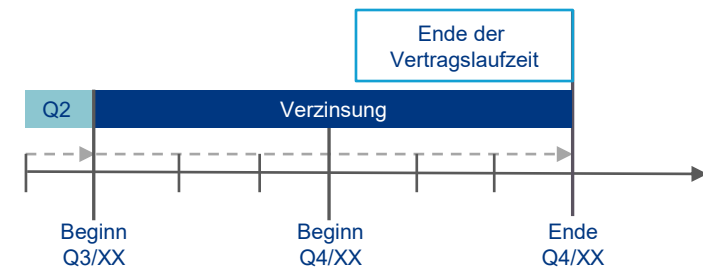 Ende der
Vertragslaufzeit
Q2
Verzinsung
Beginn
Q3/XX
Beginn
Q4/XX
Ende
Q4/XX